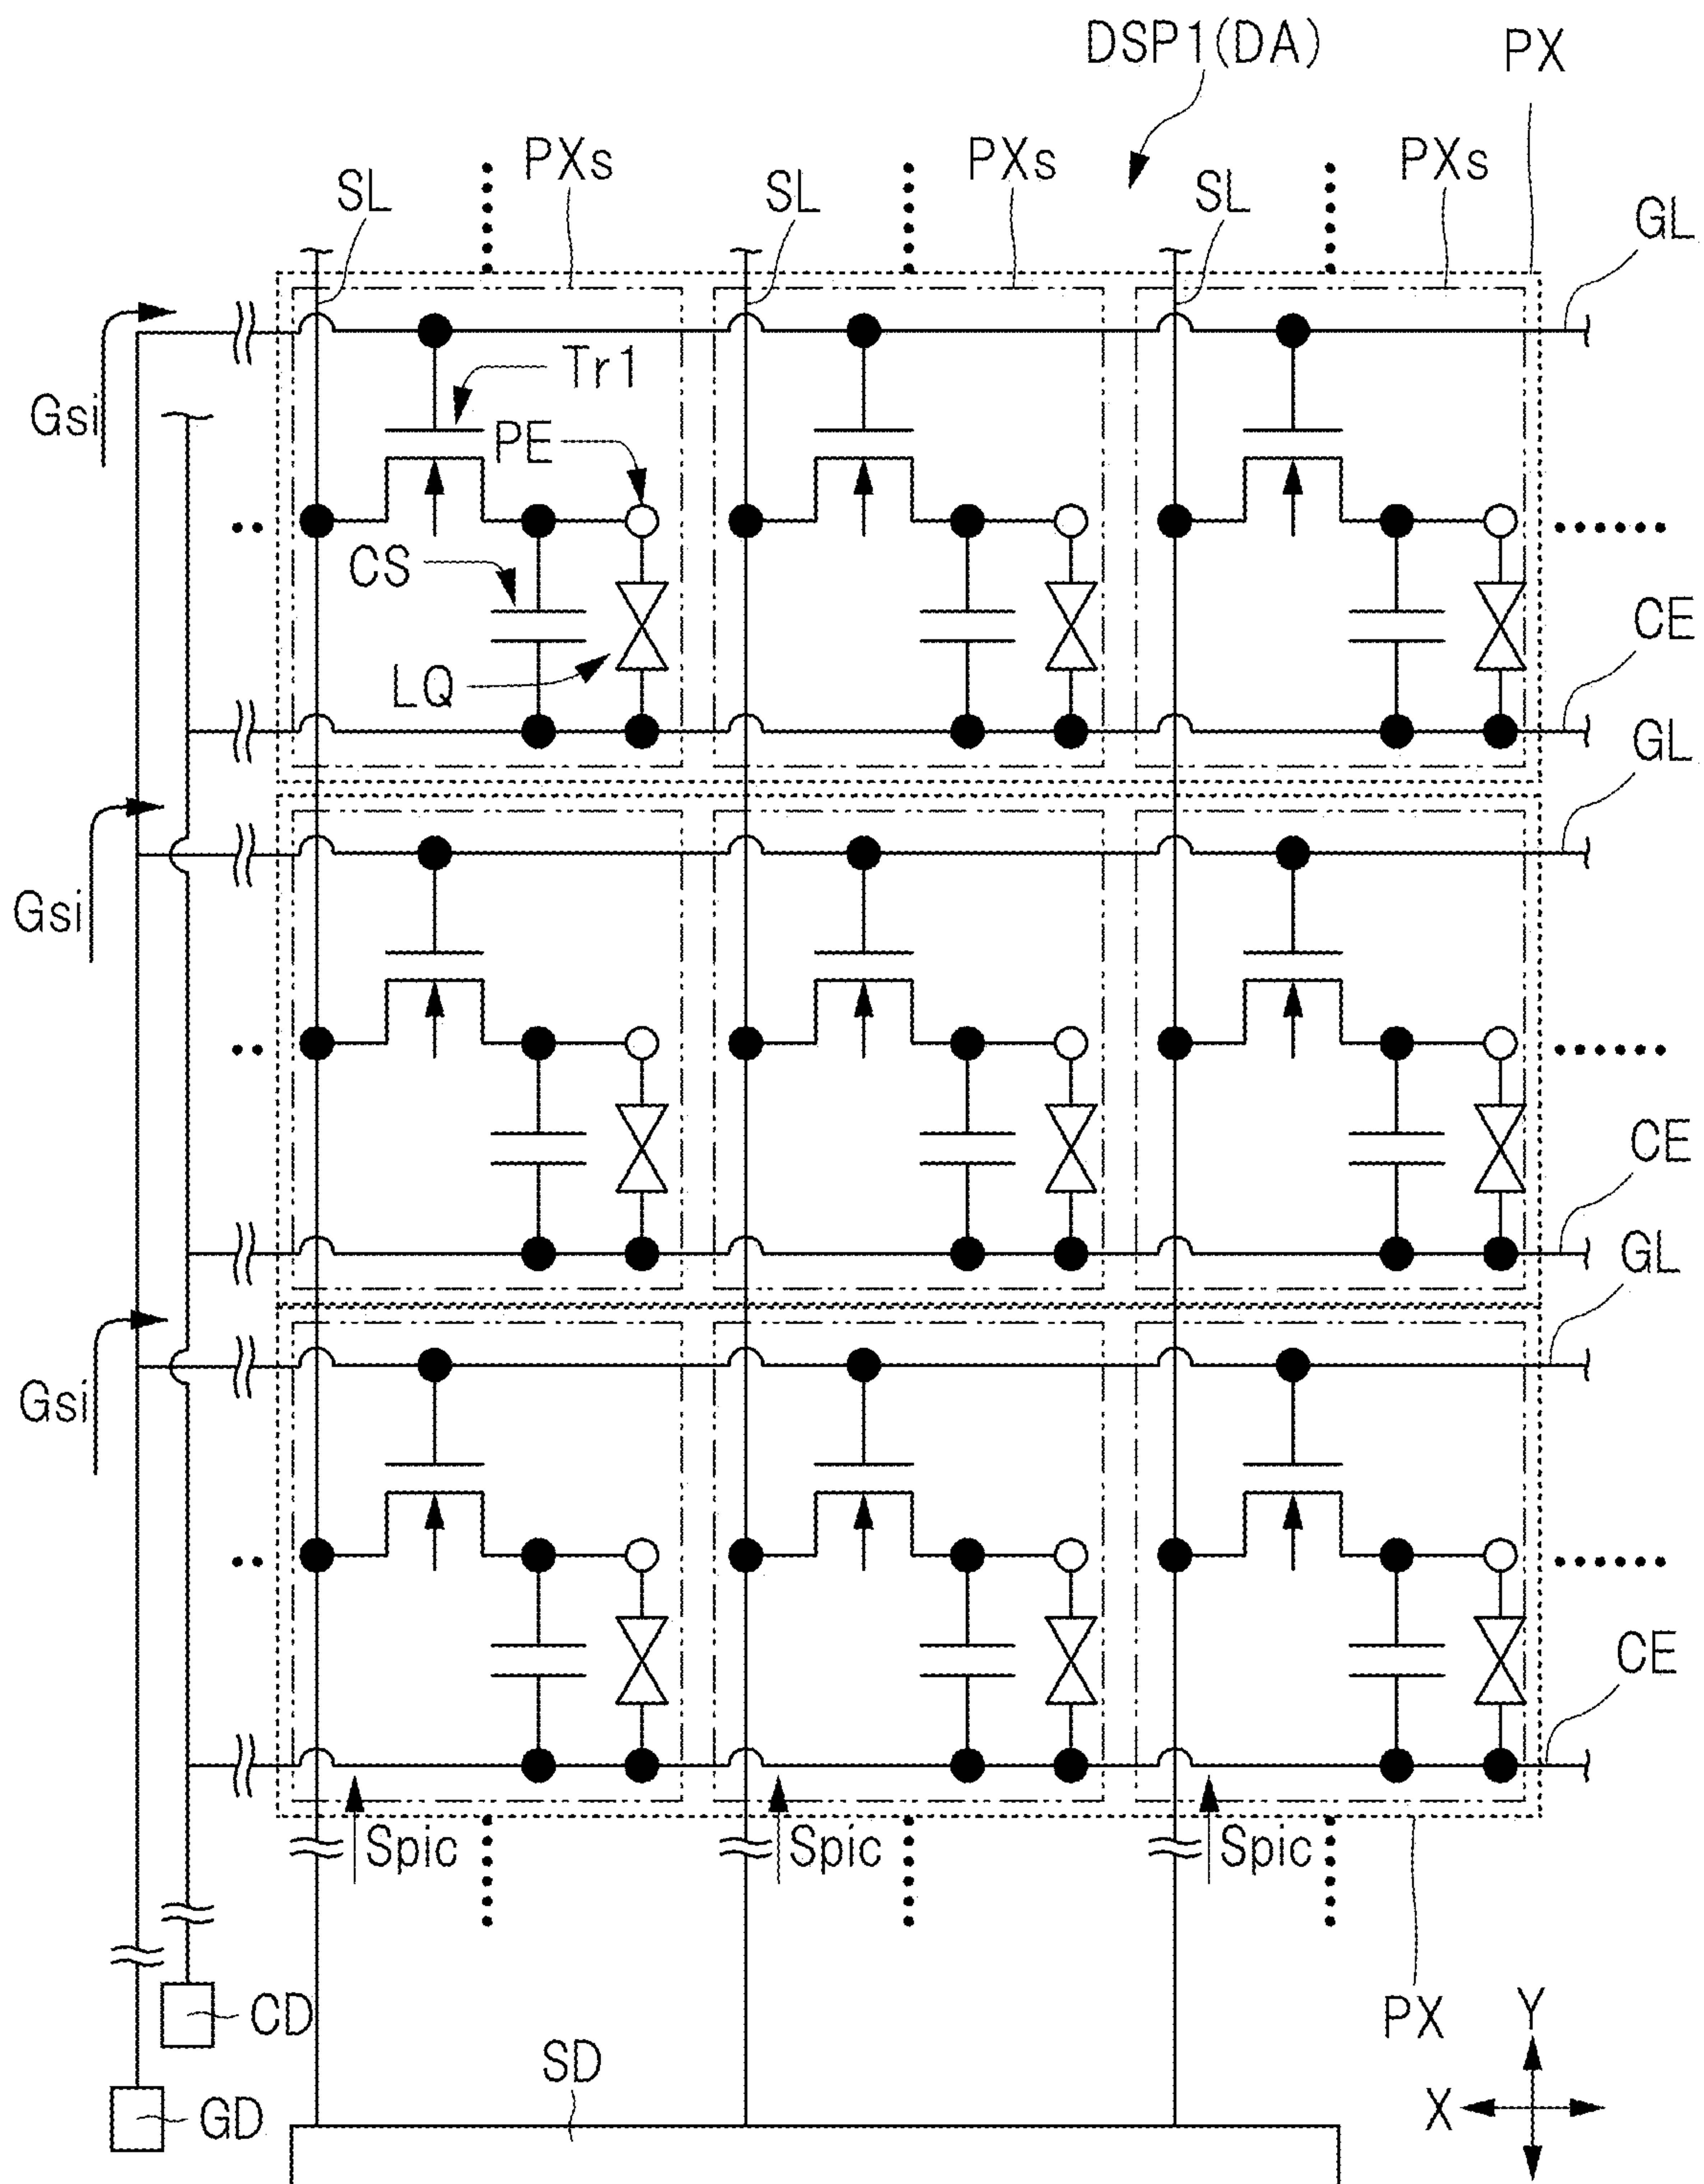 DSP1(DA)
PX
PXs
PXs
PXs
SL
SL
SL
GL
Gsi
Tr1
PE
CS
CE
LQ
GL
Gsi
CE
GL
Gsi
CE
Spic
Spic
Spic
CD
PX
Y
SD
X
GD